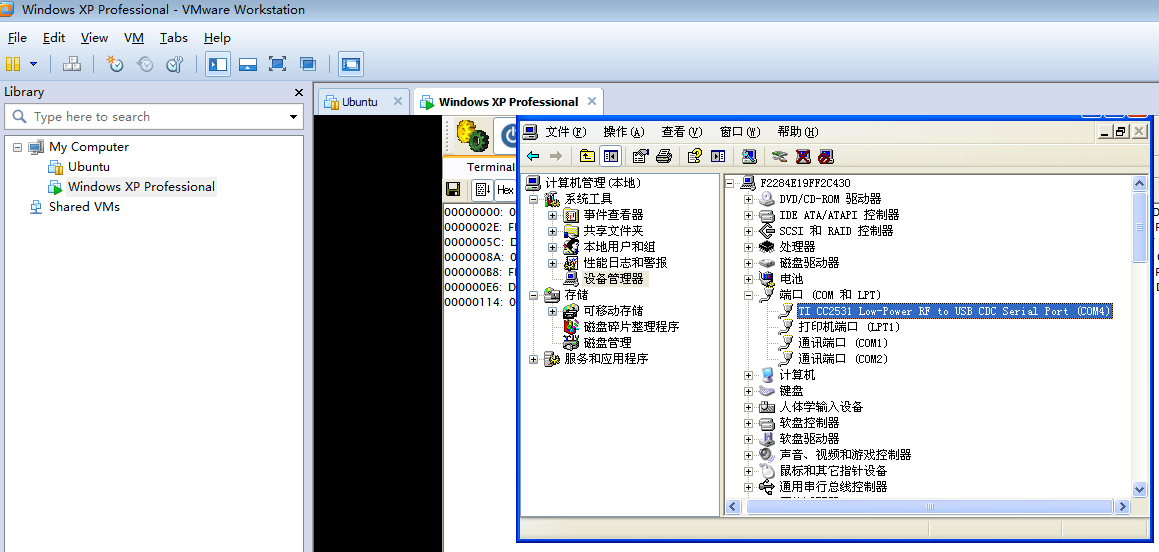 Windows XP Professional - VMware Workstation
File Edit View VM Tabs Help
Library
Type here to search
My Computer
Ubuntu
Windows XP Professional
Shared VMs
Ubuntu
Windows XP Professional
Terminal
Hex
00000000: 0
0000002E: F
0000005C: D
0000008A: 0
000000B8: F
000000E6: D
00000114: 0
文件(F) 操作(A) 查看(V) 窗口(W) 帮助(H)
计算机管理(本地)
系统工具
事件查看器
共享文件夹
本地用户和组
性能日志和警报
设备管理器
存储
可移动存储
磁盘碎片整理程序
磁盘管理
服务和应用程序
F2284E19FF2C430
DVD/CD-ROM 驱动器
IDE ATA/ATAPI 控制器
SCSI 和 RAID 控制器
处理器
磁盘驱动器
电池
端口 (COM 和 LPT)
TI CC2531 Low-Power RF to USB CDC Serial Port (COM4)
打印机端口 (LPT1)
通讯端口 (COM1)
通讯端口 (COM2)
计算机
键盘
人体学输入设备
软盘控制器
软盘驱动器
声音、视频和游戏控制器
鼠标和其它指针设备
通用串行总线控制器